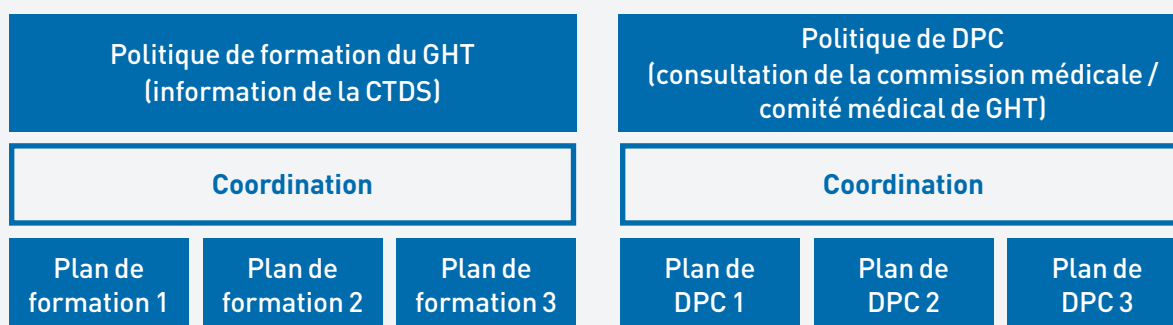 Politique de formation du GHT
(information de la CTDS)
Politique de DPC
(consultation de la commission médicale /
comité médical de GHT)
Coordination
Coordination
Plan de
formation 1
Plan de
formation 2
Plan de
formation 3
Plan de
DPC 1
Plan de
DPC 2
Plan de
DPC 3